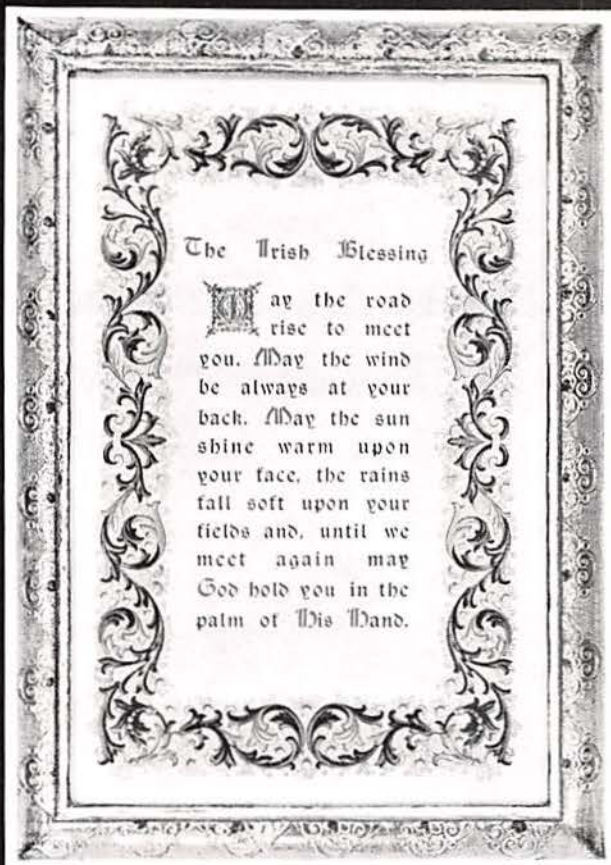 The Irish Blessing
May the road
rise to meet
you. May the wind
be always at your
back. May the sun
shine warm upon
your face, the rains
fall soft upon your
fields and, until we
meet again may
God hold you in the
palm of His Hand.